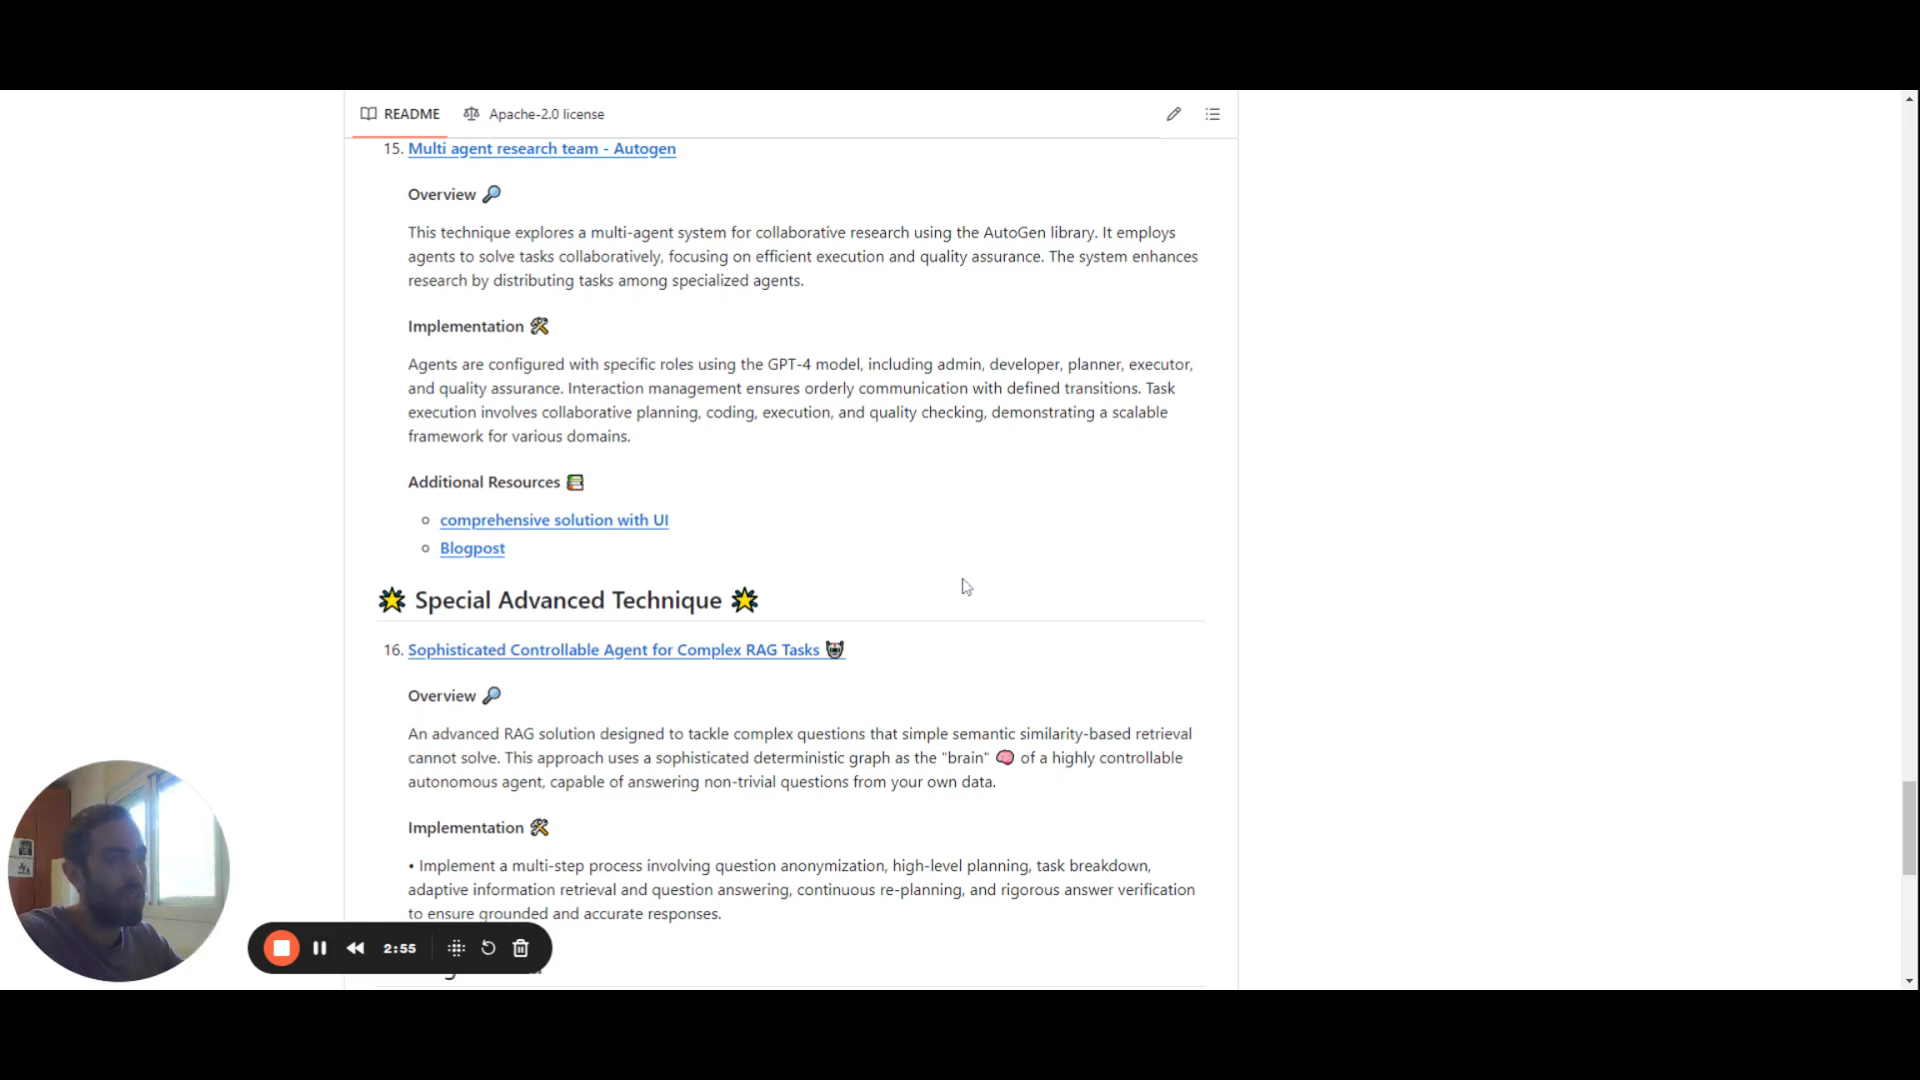 README Apache-2.0 license
15. Multi agent research team - Autogen
Overview 🔎
This technique explores a multi-agent system for collaborative research using the AutoGen library. It employs
agents to solve tasks collaboratively, focusing on efficient execution and quality assurance. The system enhances
research by distributing tasks among specialized agents.
Implementation 🛠️
Agents are configured with specific roles using the GPT-4 model, including admin, developer, planner, executor,
and quality assurance. Interaction management ensures orderly communication with defined transitions. Task
execution involves collaborative planning, coding, execution, and quality checking, demonstrating a scalable
framework for various domains.
Additional Resources 📚
comprehensive solution with UI
Blogpost
🌟 Special Advanced Technique 🌟
16. Sophisticated Controllable Agent for Complex RAG Tasks 🤖
Overview 🔎
An advanced RAG solution designed to tackle complex questions that simple semantic similarity-based retrieval
cannot solve. This approach uses a sophisticated deterministic graph as the "brain" 🧠 of a highly controllable
autonomous agent, capable of answering non-trivial questions from your own data.
Implementation 🛠️
• Implement a multi-step process involving question anonymization, high-level planning, task breakdown,
adaptive information retrieval and question answering, continuous re-planning, and rigorous answer verification
to ensure grounded and accurate responses.
2:55